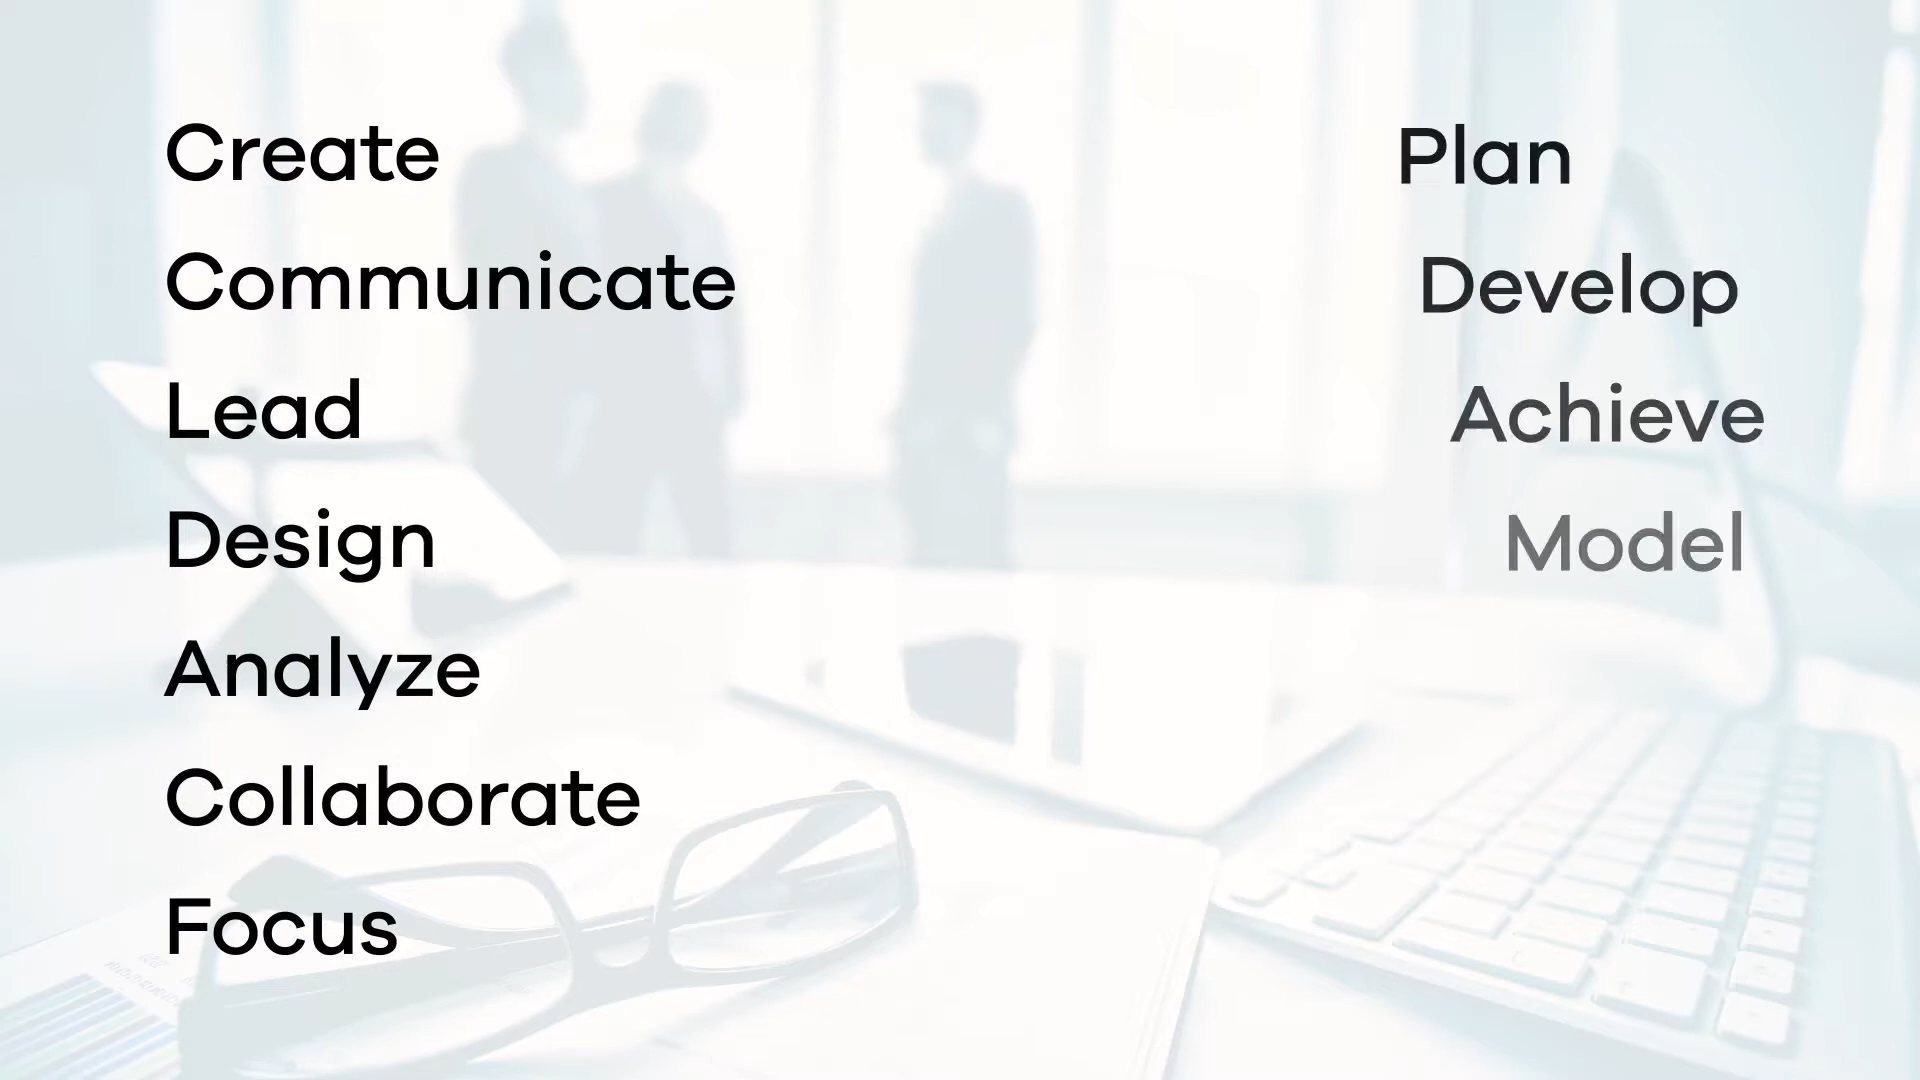 Create
Communicate
Lead
Design
Analyze
Collaborate
Focus
Plan
Develop
Achieve
Model